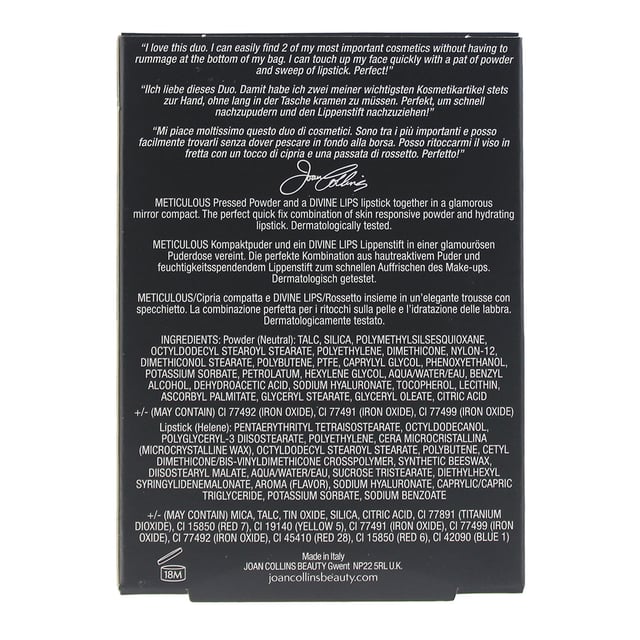 "I love this duo. I can easily find 2 of my most important cosmetics without having to
rummage at the bottom of my bag. I can touch up my face quickly with a pat of powder
and sweep of lipstick. Perfect!"
"Ilch liebe dieses Duo. Damit habe ich zwei meiner wichtigsten Kosmetikartikel stets
zur Hand, ohne lang in der Tasche kramen zu müssen. Perfekt, um schnell
nachzupudern und den Lippenstift nachzuziehen!"
"Mi piace moltissimo questo duo di cosmetici. Sono tra i più importanti e posso
facilmente trovarli senza dover pescare in fondo alla borsa. Posso ritoccarmi il viso in
fretta con un tocco di cipria e una passata di rossetto. Perfetto!"
Joan Collins
METICULOUS Pressed Powder and a DIVINE LIPS lipstick together in a glamorous
mirror compact. The perfect quick fix combination of skin responsive powder and hydrating
lipstick. Dermatologically tested.
METICULOUS Kompaktpuder und ein DIVINE LIPS Lippenstift in einer glamourösen
Puderdose vereint. Die perfekte Kombination aus hautreaktivem Puder und
feuchtigkeitsspendendem Lippenstift zum schnellen Auffrischen des Make-ups.
Dermatologisch getestet.
METICULOUS/Cipria compatta e DIVINE LIPS/Rossetto insieme in un'elegante trousse con
specchietto. La combinazione perfetta per i ritocchi sulla pelle e l'idratazione delle labbra.
Dermatologicamente testato.
INGREDIENTS: Powder (Neutral): TALC, SILICA, POLYMETHYLSILSESQUIOXANE,
OCTYLDODECYL STEAROYL STEARATE, POLYETHYLENE, DIMETHICONE, NYLON-12,
DIMETHICONOL STEARATE, POLYBUTENE, PTFE, CAPRYLYL GLYCOL, PHENOXYETHANOL,
POTASSIUM SORBATE, PETROLATUM, HEXYLENE GLYCOL, AQUA/WATER/EAU, BENZYL
ALCOHOL, DEHYDROACETIC ACID, SODIUM HYALURONATE, TOCOPHEROL, LECITHIN,
ASCORBYL PALMITATE, GLYCERYL STEARATE, GLYCERYL OLEATE, CITRIC ACID
+/- (MAY CONTAIN) CI 77492 (IRON OXIDE), CI 77491 (IRON OXIDE), CI 77499 (IRON OXIDE)
Lipstick (Helene): PENTAERYTHRITYL TETRAISOSTEARATE, OCTYLDODECANOL,
POLYGLYCERYL-3 DIISOSTEARATE, POLYETHYLENE, CERA MICROCRISTALLINA
(MICROCRYSTALLINE WAX), OCTYLDODECYL STEAROYL STEARATE, POLYBUTENE, CETYL
DIMETHICONE/BIS-VINYLDIMETHICONE CROSSPOLYMER, SYNTHETIC BEESWAX,
DIISOSTEARYL MALATE, AQUA/WATER/EAU, SUCROSE TRISTEARATE, DIETHYLHEXYL
SYRINGYLIDENEMALONATE, AROMA (FLAVOR), SODIUM HYALURONATE, CAPRYLIC/CAPRIC
TRIGLYCERIDE, POTASSIUM SORBATE, SODIUM BENZOATE
+/- (MAY CONTAIN) MICA, TALC, TIN OXIDE, SILICA, CITRIC ACID, CI 77891 (TITANIUM
DIOXIDE), CI 15850 (RED 7), CI 19140 (YELLOW 5), CI 77491 (IRON OXIDE), CI 77499 (IRON
OXIDE), CI 77492 (IRON OXIDE), CI 45410 (RED 28), CI 15850 (RED 6), CI 42090 (BLUE 1)
Made in Italy
JOAN COLLINS BEAUTY Gwent NP22 5RL U.K.
joancollinsbeauty.com
18M